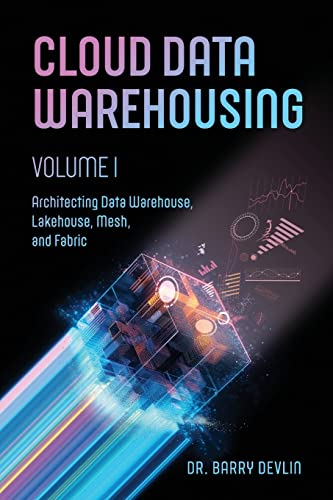 CLOUD DATA
WAREHOUSING
VOLUME I
Architecting Data Warehouse,
Lakehouse, Mesh,
and Fabric
DR. BARRY DEVLIN